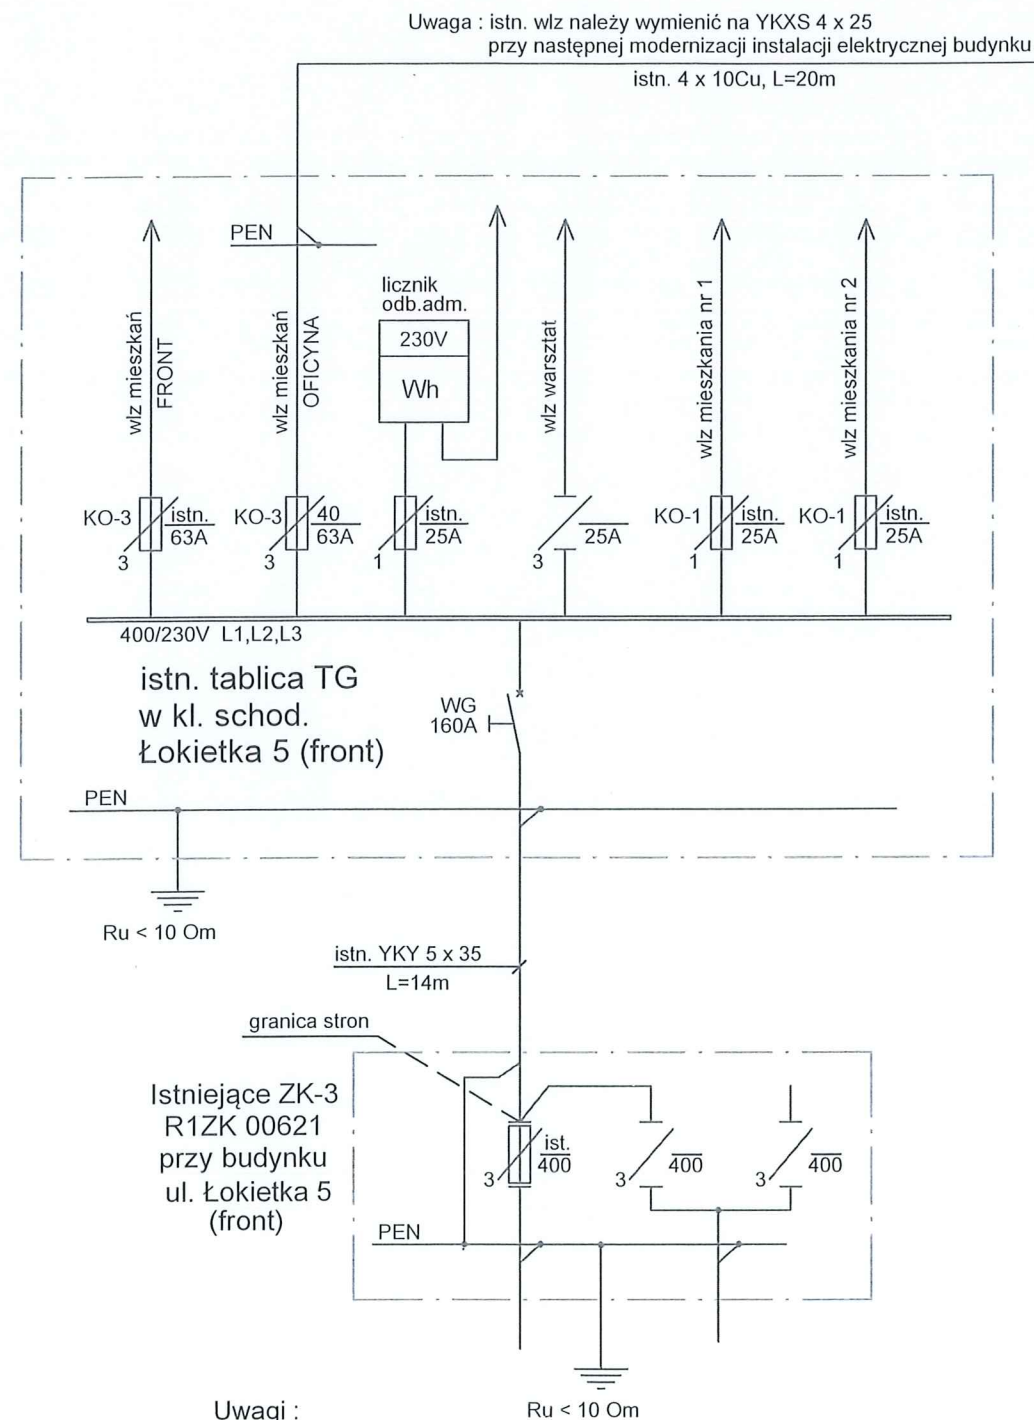 Uwaga : istn. wlz należy wymienić na YKXS 4 x 25
przy następnej modernizacji instalacji elektrycznej budynku
istn. 4 x 10Cu, L=20m
PEN
licznik
odb.adm.
230V
Wh
wlz mieszkań
FRONT
wlz mieszkań
OFICYNA
wlz warsztat
wlz mieszkania nr 1
wlz mieszkania nr 2
KO-3
istn.
63A
3
KO-3
40
63A
3
istn.
25A
1
25A
3
KO-1
istn.
25A
1
KO-1
istn.
25A
1
400/230V L1,L2,L3
istn. tablica TG
w kl. schod.
Łokietka 5 (front)
WG
160A
PEN
Ru < 10 Om
istn. YKY 5 x 35
L=14m
granica stron
Istniejące ZK-3
R1ZK 00621
przy budynku
ul. Łokietka 5
(front)
ist.
400
3
400
3
400
3
PEN
Ru < 10 Om
Uwagi :